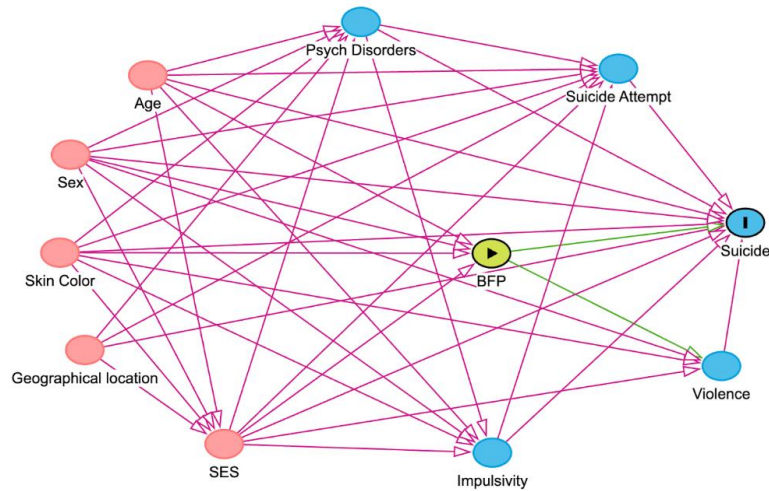 Psych Disorders
Age
Suicide Attempt
Sex
Suicide
Skin Color
BFP
Geographical location
Violence
SES
Impulsivity